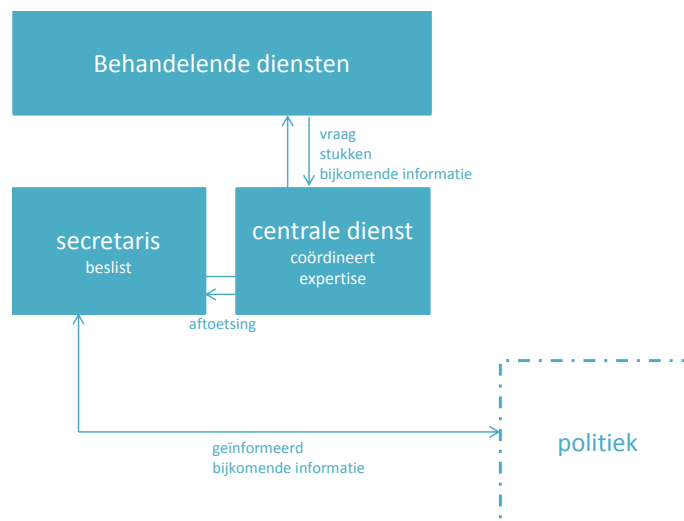 Behandelende diensten
vraag
stukken
bijkomende informatie
secretaris
beslist
centrale dienst
coördineert
expertise
aftoetsing
politiek
geïnformeerd
bijkomende informatie